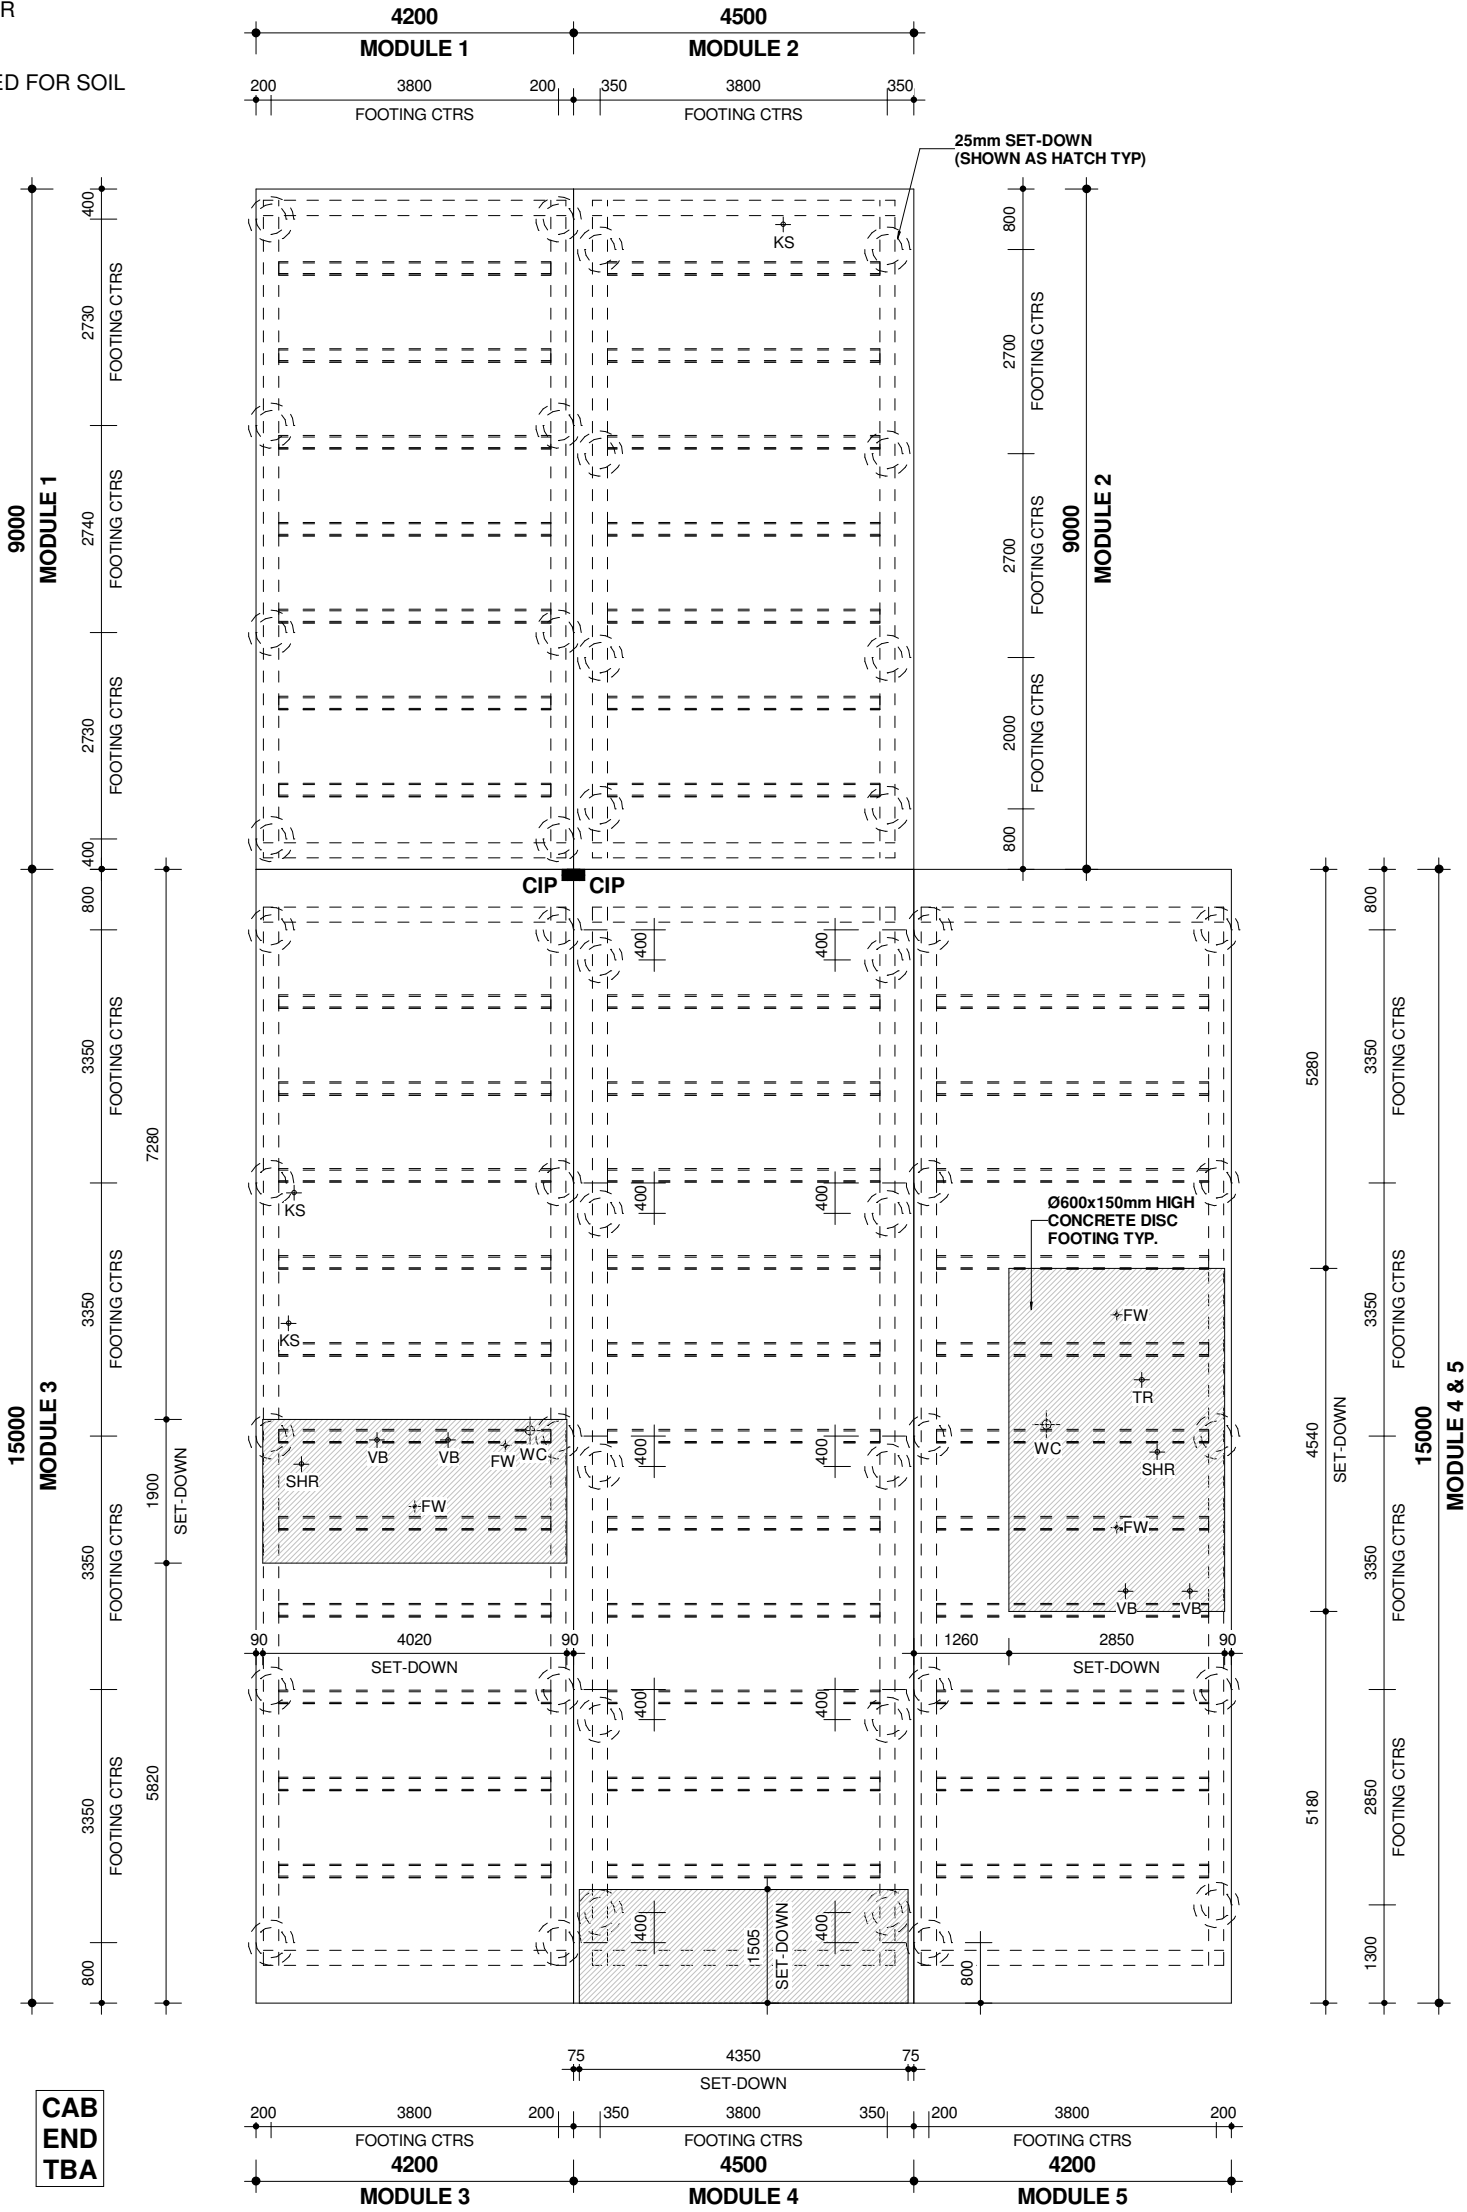 R
ED FOR SOIL
4200
MODULE 1
4500
MODULE 2
200
3800
200
350
3800
350
FOOTING CTRS
FOOTING CTRS
25mm SET-DOWN
(SHOWN AS HATCH TYP)
9000
MODULE 1
400
2730
FOOTING CTRS
2740
FOOTING CTRS
2730
FOOTING CTRS
400
KS
800
2700
FOOTING CTRS
2700
FOOTING CTRS
2000
FOOTING CTRS
800
9000
MODULE 2
CIP
CIP
15000
MODULE 3
800
3350
FOOTING CTRS
3350
FOOTING CTRS
3350
FOOTING CTRS
3350
FOOTING CTRS
800
7280
1900
SET-DOWN
5820
KS
KS
VB
VB
FW
WC
SHR
FW
90
4020
90
SET-DOWN
400
400
400
400
400
400
400
400
400
400
1505
SET-DOWN
Ø600x150mm HIGH
CONCRETE DISC
FOOTING TYP.
FW
TR
WC
SHR
FW
VB
VB
1260
2850
90
SET-DOWN
800
5280
4540
SET-DOWN
5180
800
3350
FOOTING CTRS
3350
FOOTING CTRS
3350
FOOTING CTRS
2850
FOOTING CTRS
1300
15000
MODULE 4 & 5
75
4350
75
SET-DOWN
CAB
END
TBA
200
3800
200
350
3800
350
200
3800
200
FOOTING CTRS
FOOTING CTRS
FOOTING CTRS
4200
4500
4200
MODULE 3
MODULE 4
MODULE 5